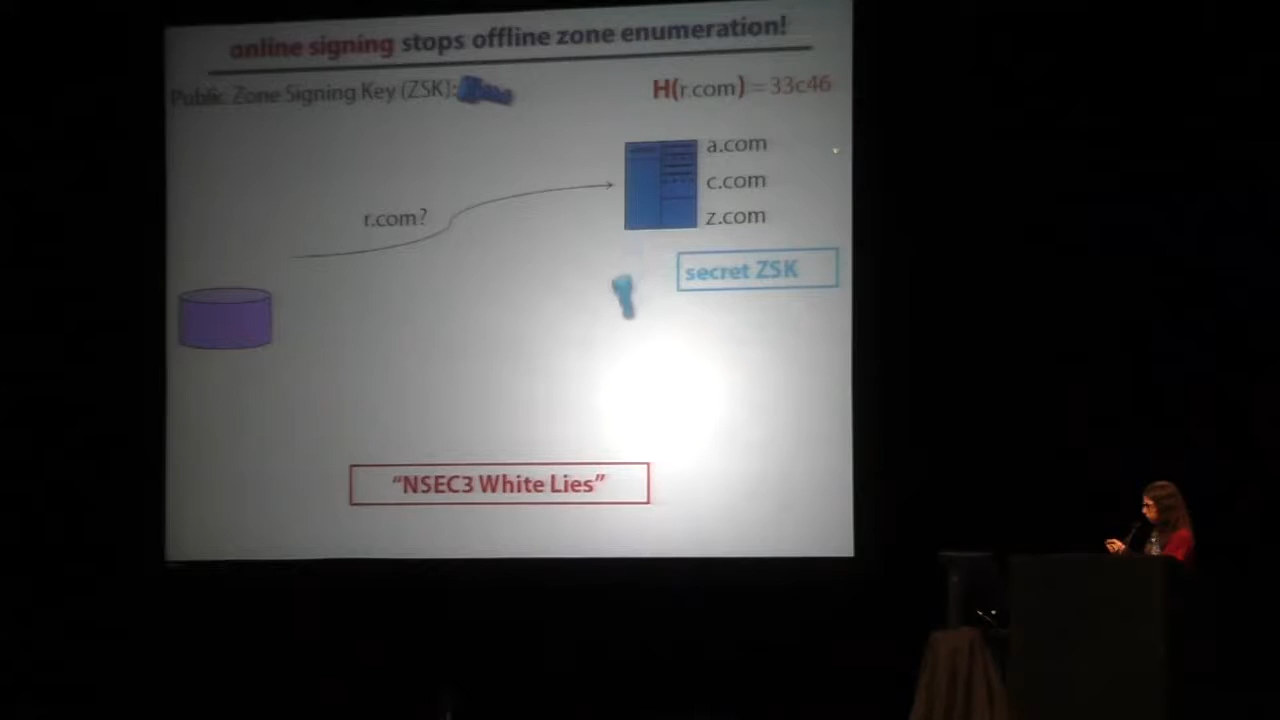 online signing stops offline zone enumeration!
Public Zone Signing Key (ZSK):
H(r.com) = 33c46
a.com
c.com
z.com
r.com?
secret ZSK
“NSEC3 White Lies”